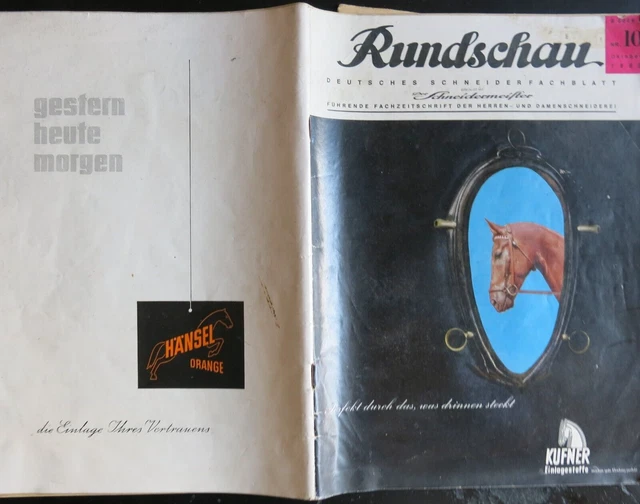 gestern
heute
morgen
HÄNSEL
ORANGE
die Einlage Ihres Vertrauens
Rundschau
10
DEUTSCHES SCHNEIDERFACHBLATT
Schneidermeister
FÜHRENDE FACHZEITSCHRIFT DER HERREN- UND DAMENSCHNEIDEREI
durch das, was drinnen steckt
KUFNER
Einlagestoffe